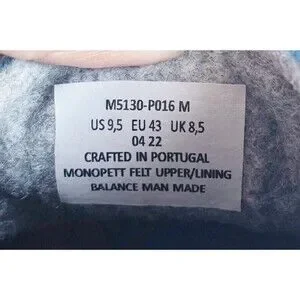 M5130-P016 M
US 9,5 EU 43 UK 8,5
04 22
CRAFTED IN PORTUGAL
MONOPETT FELT UPPER/LINING
BALANCE MAN MADE